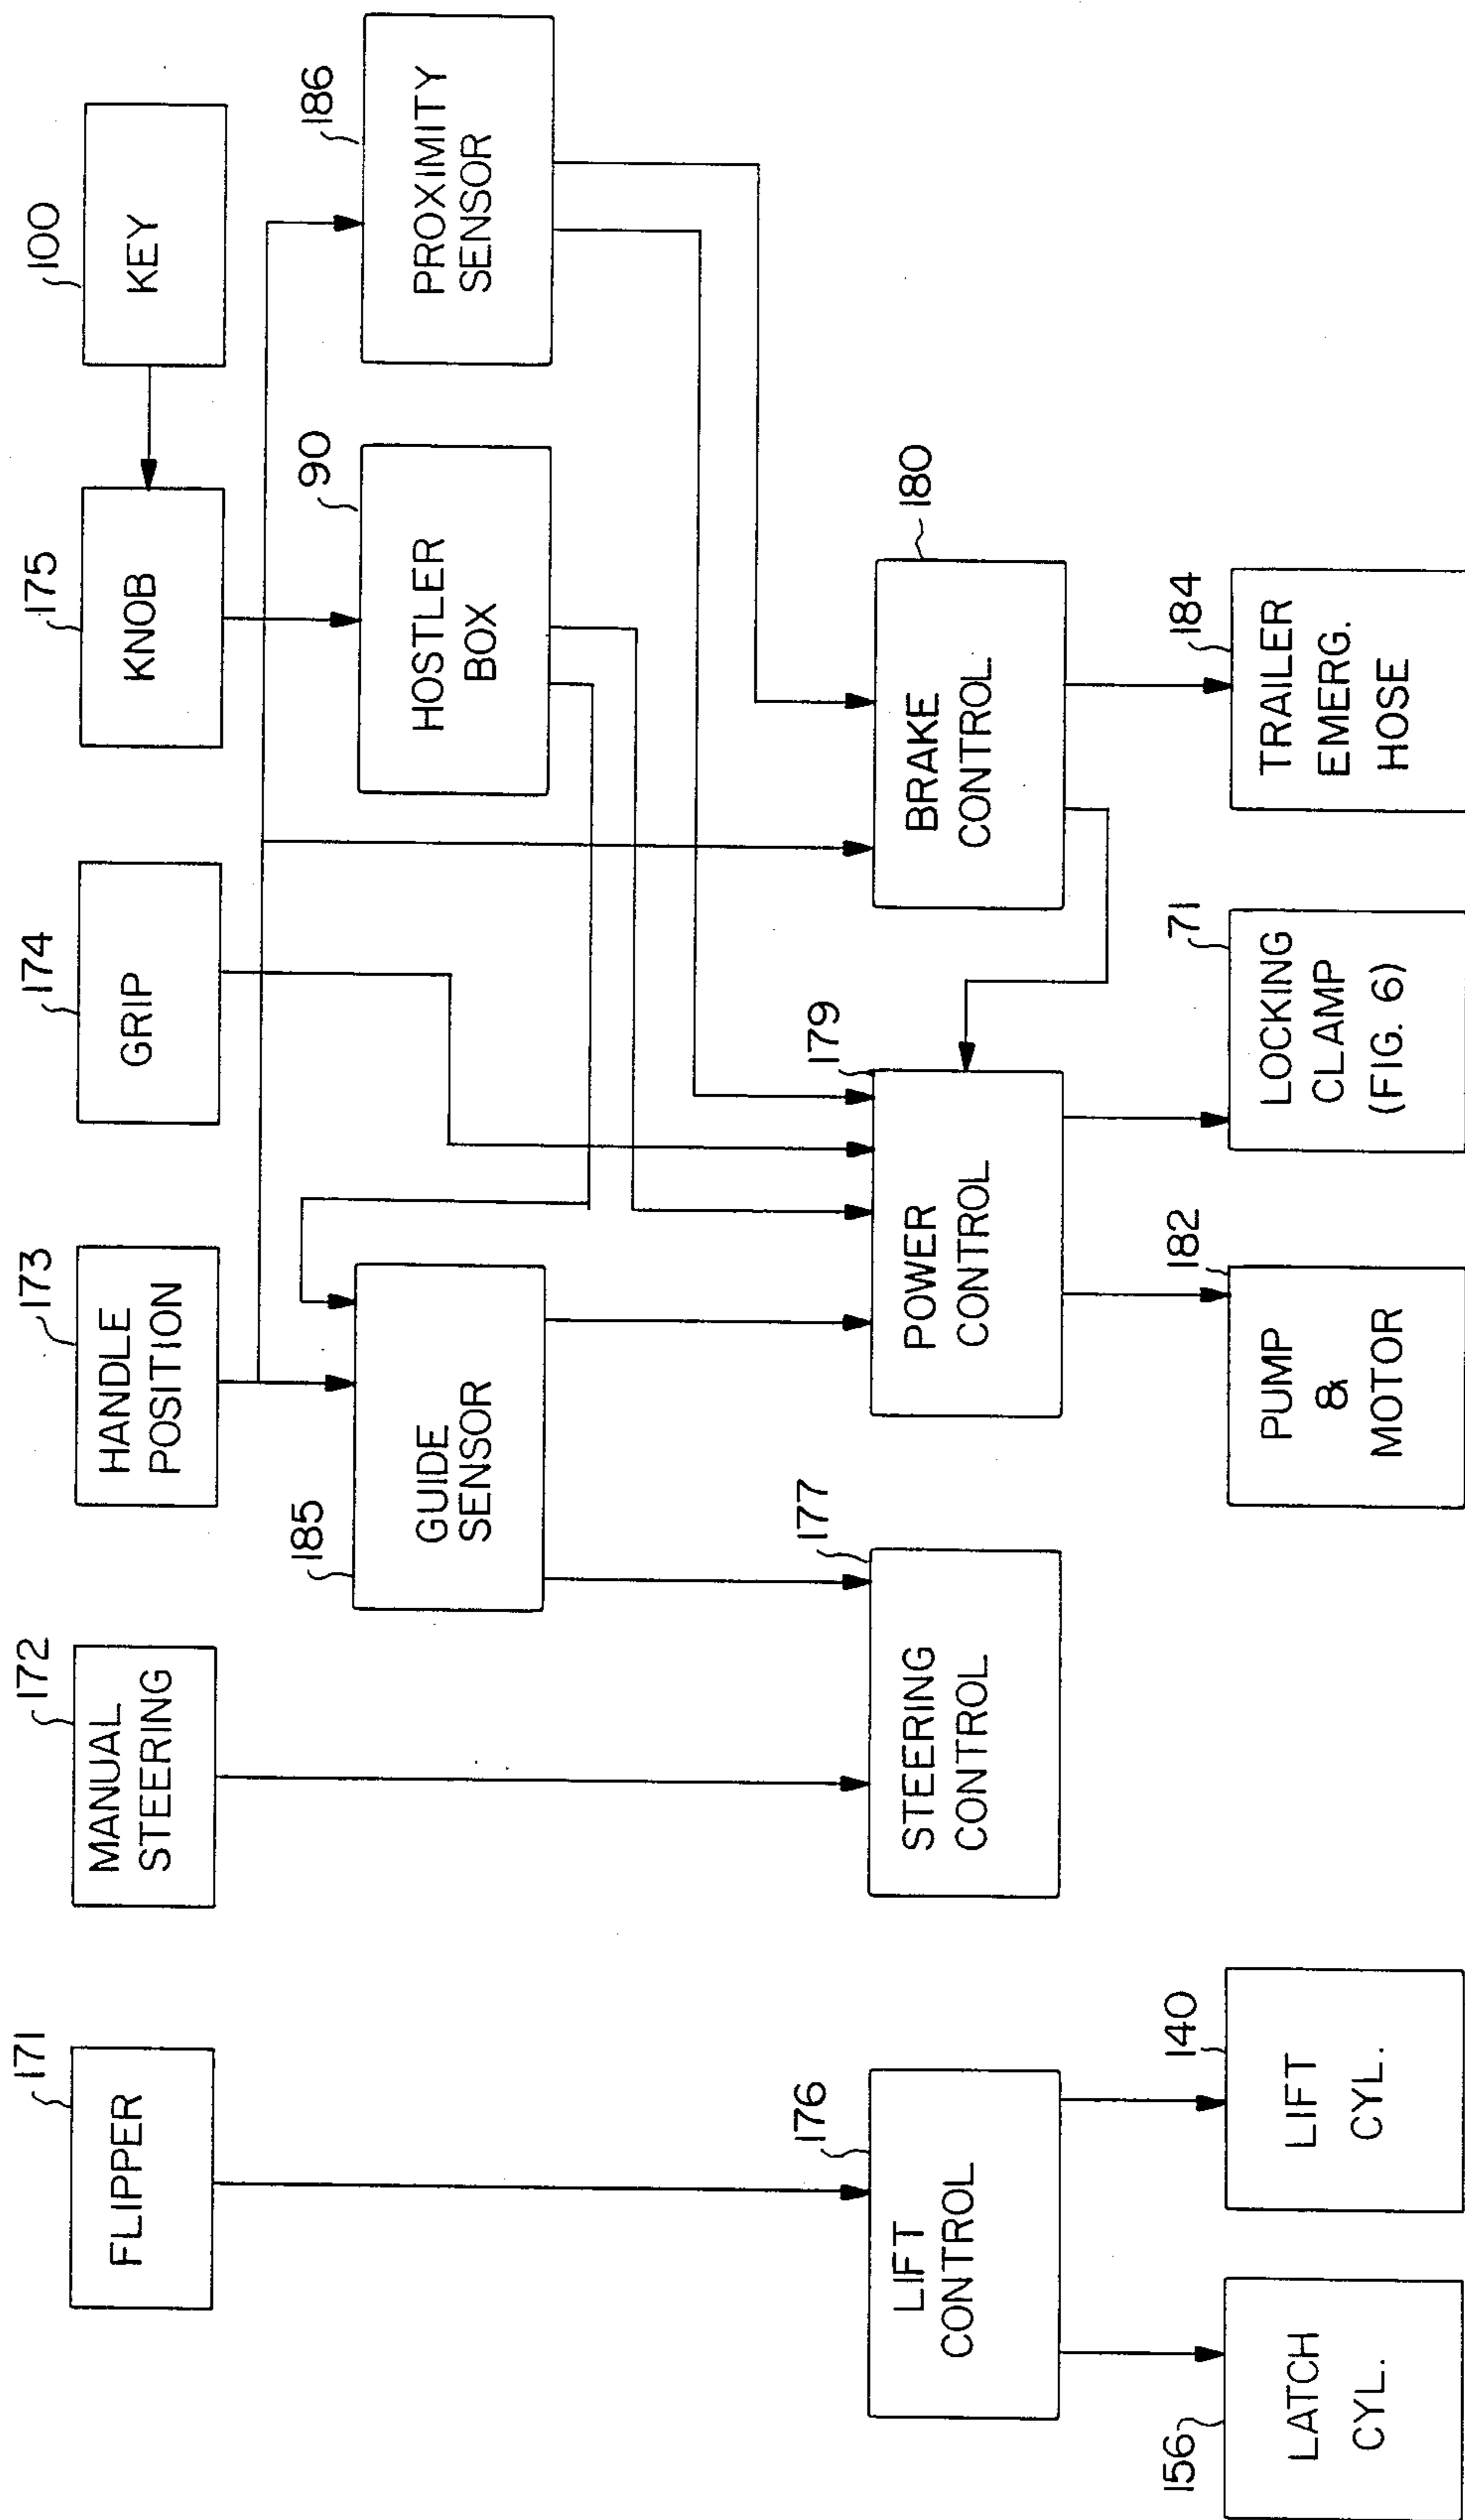 171
FLIPPER
172
MANUAL
STEERING
173
HANDLE
POSITION
174
GRIP
175
KNOB
100
KEY
185
GUIDE
SENSOR
90
HOSTLER
BOX
186
PROXIMITY
SENSOR
176
LIFT
CONTROL
177
STEERING
CONTROL
179
POWER
CONTROL
180
BRAKE
CONTROL
156
LATCH
CYL.
140
LIFT
CYL.
182
PUMP
&
MOTOR
71
LOCKING
CLAMP
(FIG. 6)
184
TRAILER
EMERG.
HOSE